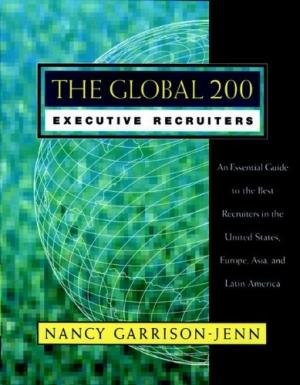 THE GLOBAL 200
EXECUTIVE RECRUITERS
An Essential Guide
to the Best
Recruiters in the
United States,
Europe, Asia, and
Latin America
NANCY GARRISON-JENN